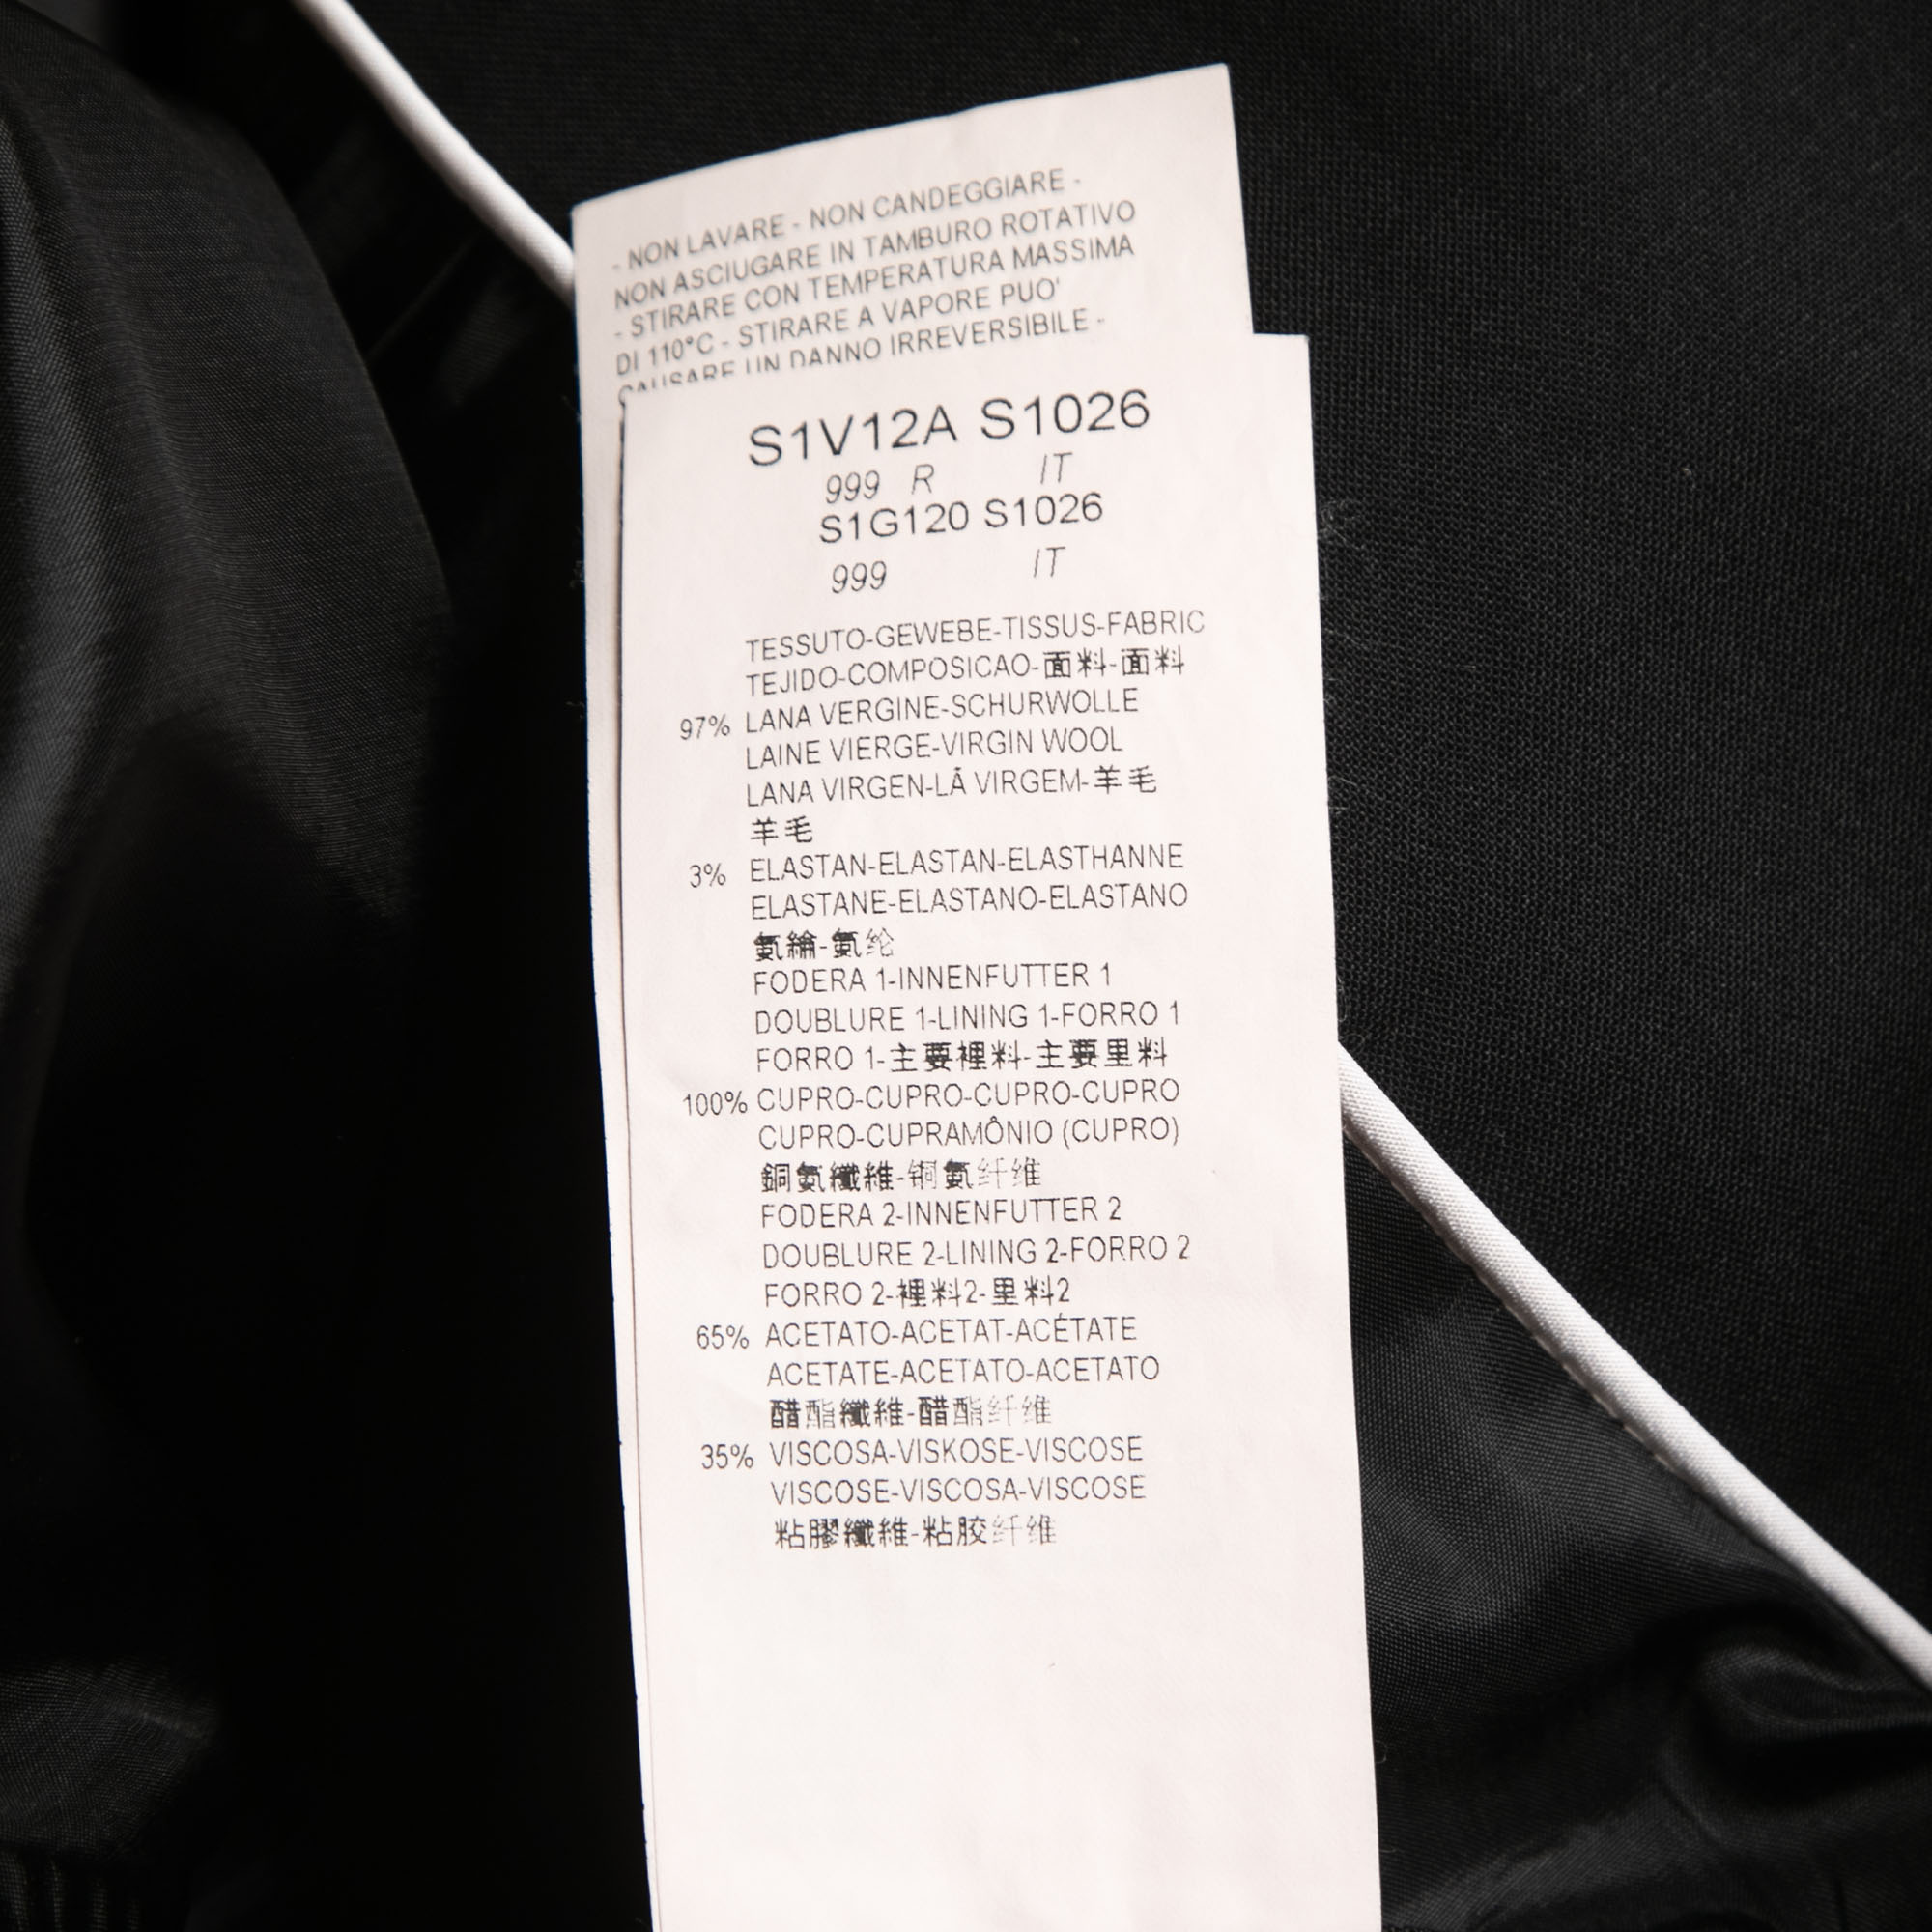 - NON LAVARE - NON CANDEGGIARE -
NON ASCIUGARE IN TAMBURO ROTATIVO
- STIRARE CON TEMPERATURA MASSIMA
DI 110°C - STIRARE A VAPORE PUO'
CAUSARE UN DANNO IRREVERSIBILE -
S1V12A S1026
999 R IT
S1G120 S1026
999 IT
TESSUTO-GEWEBE-TISSUS-FABRIC
TEJIDO-COMPOSICAO-面料-面料
97% LANA VERGINE-SCHURWOLLE
LAINE VIERGE-VIRGIN WOOL
LANA VIRGEN-LÃ VIRGEM-羊毛
羊毛
3% ELASTAN-ELASTAN-ELASTHANNE
ELASTANE-ELASTANO-ELASTANO
氨綸-氨纶
FODERA 1-INNENFUTTER 1
DOUBLURE 1-LINING 1-FORRO 1
FORRO 1-主要裡料-主要里料
100% CUPRO-CUPRO-CUPRO-CUPRO
CUPRO-CUPRAMÔNIO (CUPRO)
銅氨纖維-铜氨纤维
FODERA 2-INNENFUTTER 2
DOUBLURE 2-LINING 2-FORRO 2
FORRO 2-裡料2-里料2
65% ACETATO-ACETAT-ACÉTATE
ACETATE-ACETATO-ACETATO
醋酯纖維-醋酯纤维
35% VISCOSA-VISKOSE-VISCOSE
VISCOSE-VISCOSA-VISCOSE
粘膠纖維-粘胶纤维